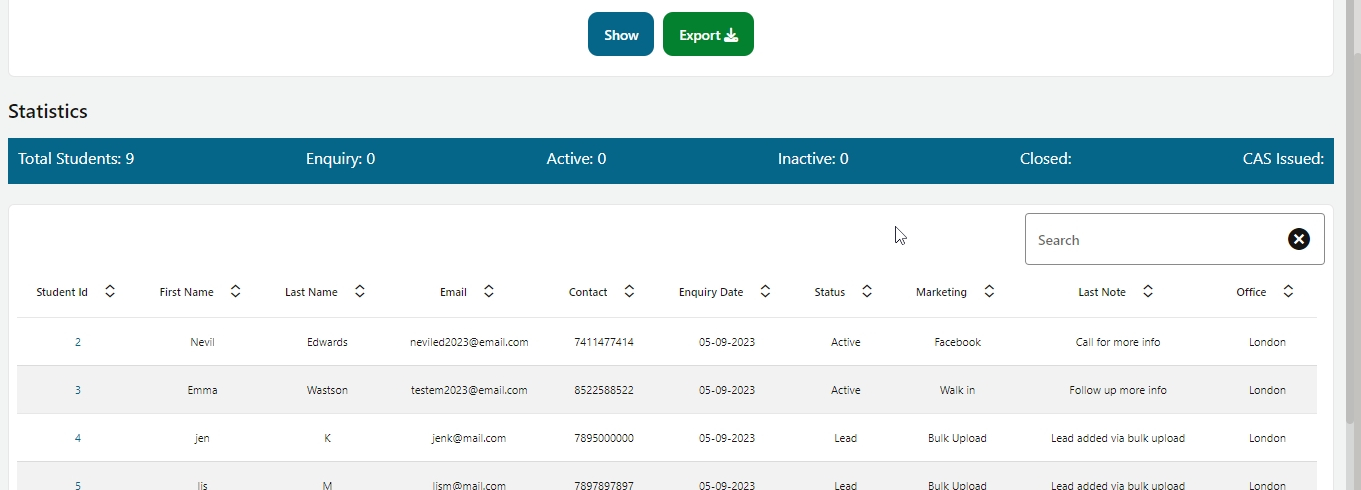 Show Export
Statistics
Total Students: 9 Enquiry: 0 Active: 0 Inactive: 0 Closed: CAS Issued:
Search
Student Id First Name Last Name Email Contact Enquiry Date Status Marketing Last Note Office
2 Nevil Edwards neviled2023@email.com 7411477414 05-09-2023 Active Facebook Call for more info London
3 Emma Wastson testem2023@email.com 8522588522 05-09-2023 Active Walk in Follow up more info London
4 jen K jenk@mail.com 7895000000 05-09-2023 Lead Bulk Upload Lead added via bulk upload London
5 lis M lism@mail.com 7897897897 05-09-2023 Lead Bulk Upload Lead added via bulk upload London